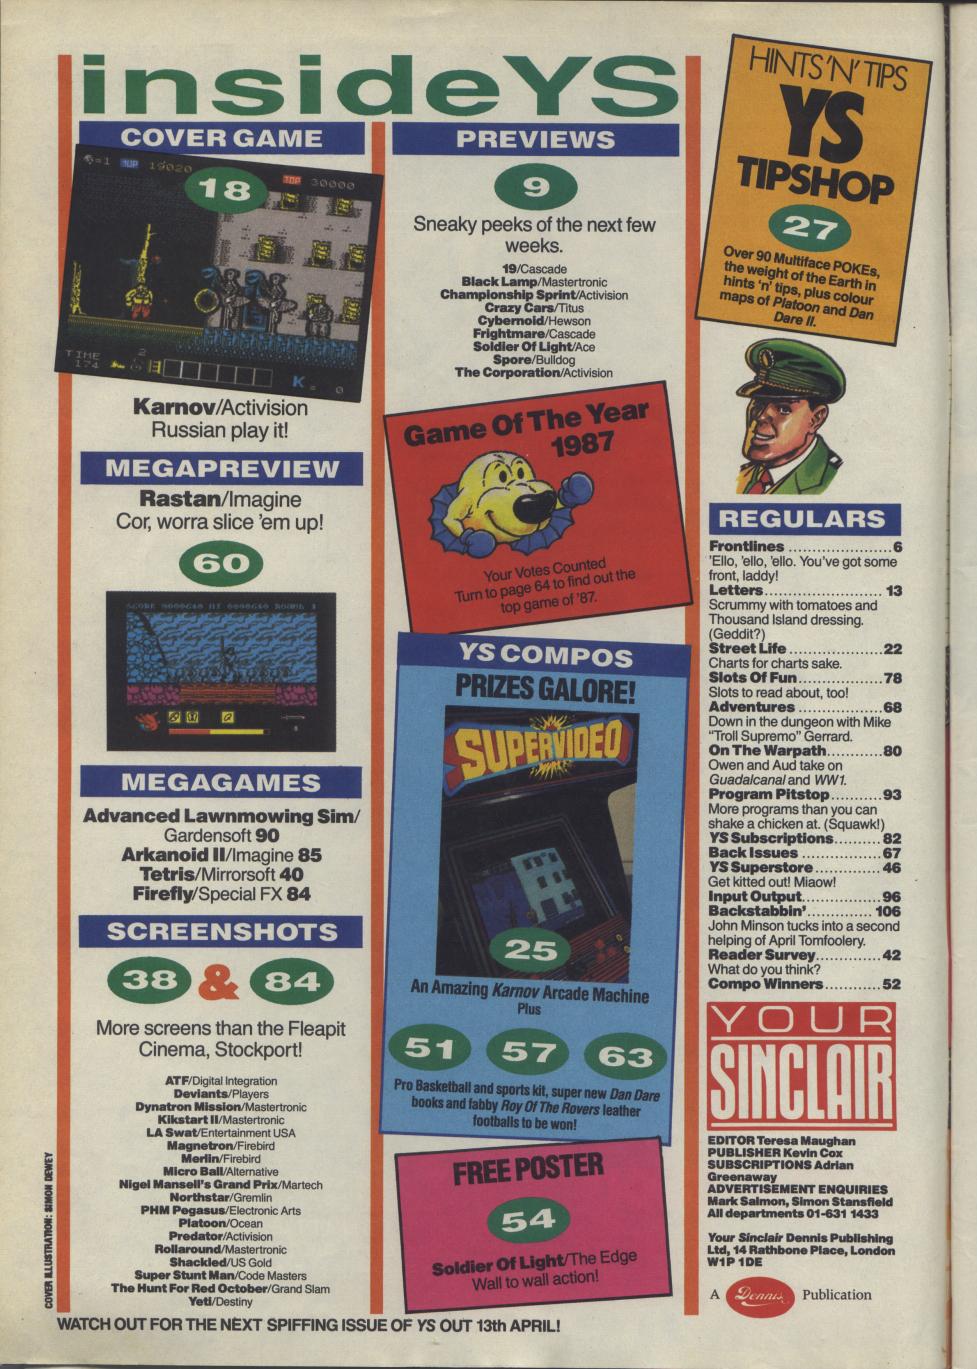 insideYS
COVER GAME
=1 1UP 19020
TOP 30000
18
TIME
174
2
K = 0
Karnov/Activision
Russian play it!
MEGAPREVIEW
Rastan/Imagine
Cor, worra slice 'em up!
60
MEGAGAMES
Advanced Lawnmowing Sim/
Gardensoft 90
Arkanoid II/Imagine 85
Tetris/Mirrorsoft 40
Firefly/Special FX 84
SCREENSHOTS
38 & 84
More screens than the Fleapit
Cinema, Stockport!
ATF/Digital Integration
Deviants/Players
Dynatron Mission/Mastertronic
Kikstart II/Mastertronic
LA Swat/Entertainment USA
Magnetron/Firebird
Merlin/Firebird
Micro Ball/Alternative
Nigel Mansell's Grand Prix/Martech
Northstar/Gremlin
PHM Pegasus/Electronic Arts
Platoon/Ocean
Predator/Activision
Rollaround/Mastertronic
Shackled/US Gold
Super Stunt Man/Code Masters
The Hunt For Red October/Grand Slam
Yeti/Destiny
COVER ILLUSTRATION: SIMON DEWEY
PREVIEWS
9
Sneaky peeks of the next few
weeks.
19/Cascade
Black Lamp/Mastertronic
Championship Sprint/Activision
Crazy Cars/Titus
Cybernoid/Hewson
Frightmare/Cascade
Soldier Of Light/Ace
Spore/Bulldog
The Corporation/Activision
Game Of The Year
1987
Your Votes Counted
Turn to page 64 to find out the
top game of '87.
YS COMPOS
PRIZES GALORE!
SUPERVIDEO
25
An Amazing Karnov Arcade Machine
Plus
51 57 63
Pro Basketball and sports kit, super new Dan Dare
books and fabby Roy Of The Rovers leather
footballs to be won!
FREE POSTER
54
Soldier Of Light/The Edge
Wall to wall action!
HINTS 'N' TIPS
YS
TIPSHOP
27
Over 90 Multiface POKEs,
the weight of the Earth in
hints 'n' tips, plus colour
maps of Platoon and Dan
Dare II.
REGULARS
Frontlines ..................6
'Ello, 'ello, 'ello. You've got some
front, laddy!
Letters.......................... 13
Scrummy with tomatoes and
Thousand Island dressing.
(Geddit?)
Street Life ....................22
Charts for charts sake.
Slots Of Fun..................78
Slots to read about, too!
Adventures ..................68
Down in the dungeon with Mike
"Troll Supremo" Gerrard.
On The Warpath............80
Owen and Aud take on
Guadalcanal and WW1.
Program Pitstop...........93
More programs than you can
shake a chicken at. (Squawk!)
YS Subscriptions..........82
Back Issues ..................67
YS Superstore ..............46
Get kitted out! Miaow!
Input Output..................96
Backstabbin'.............. 106
John Minson tucks into a second
helping of April Tomfoolery.
Reader Survey..............42
What do you think?
Compo Winners............52
YOUR
SINCLAIR
EDITOR Teresa Maughan
PUBLISHER Kevin Cox
SUBSCRIPTIONS Adrian
Greenaway
ADVERTISEMENT ENQUIRIES
Mark Salmon, Simon Stansfield
All departments 01-631 1433
Your Sinclair Dennis Publishing
Ltd, 14 Rathbone Place, London
W1P 1DE
A Dennis Publication
WATCH OUT FOR THE NEXT SPIFFING ISSUE OF YS OUT 13th APRIL!